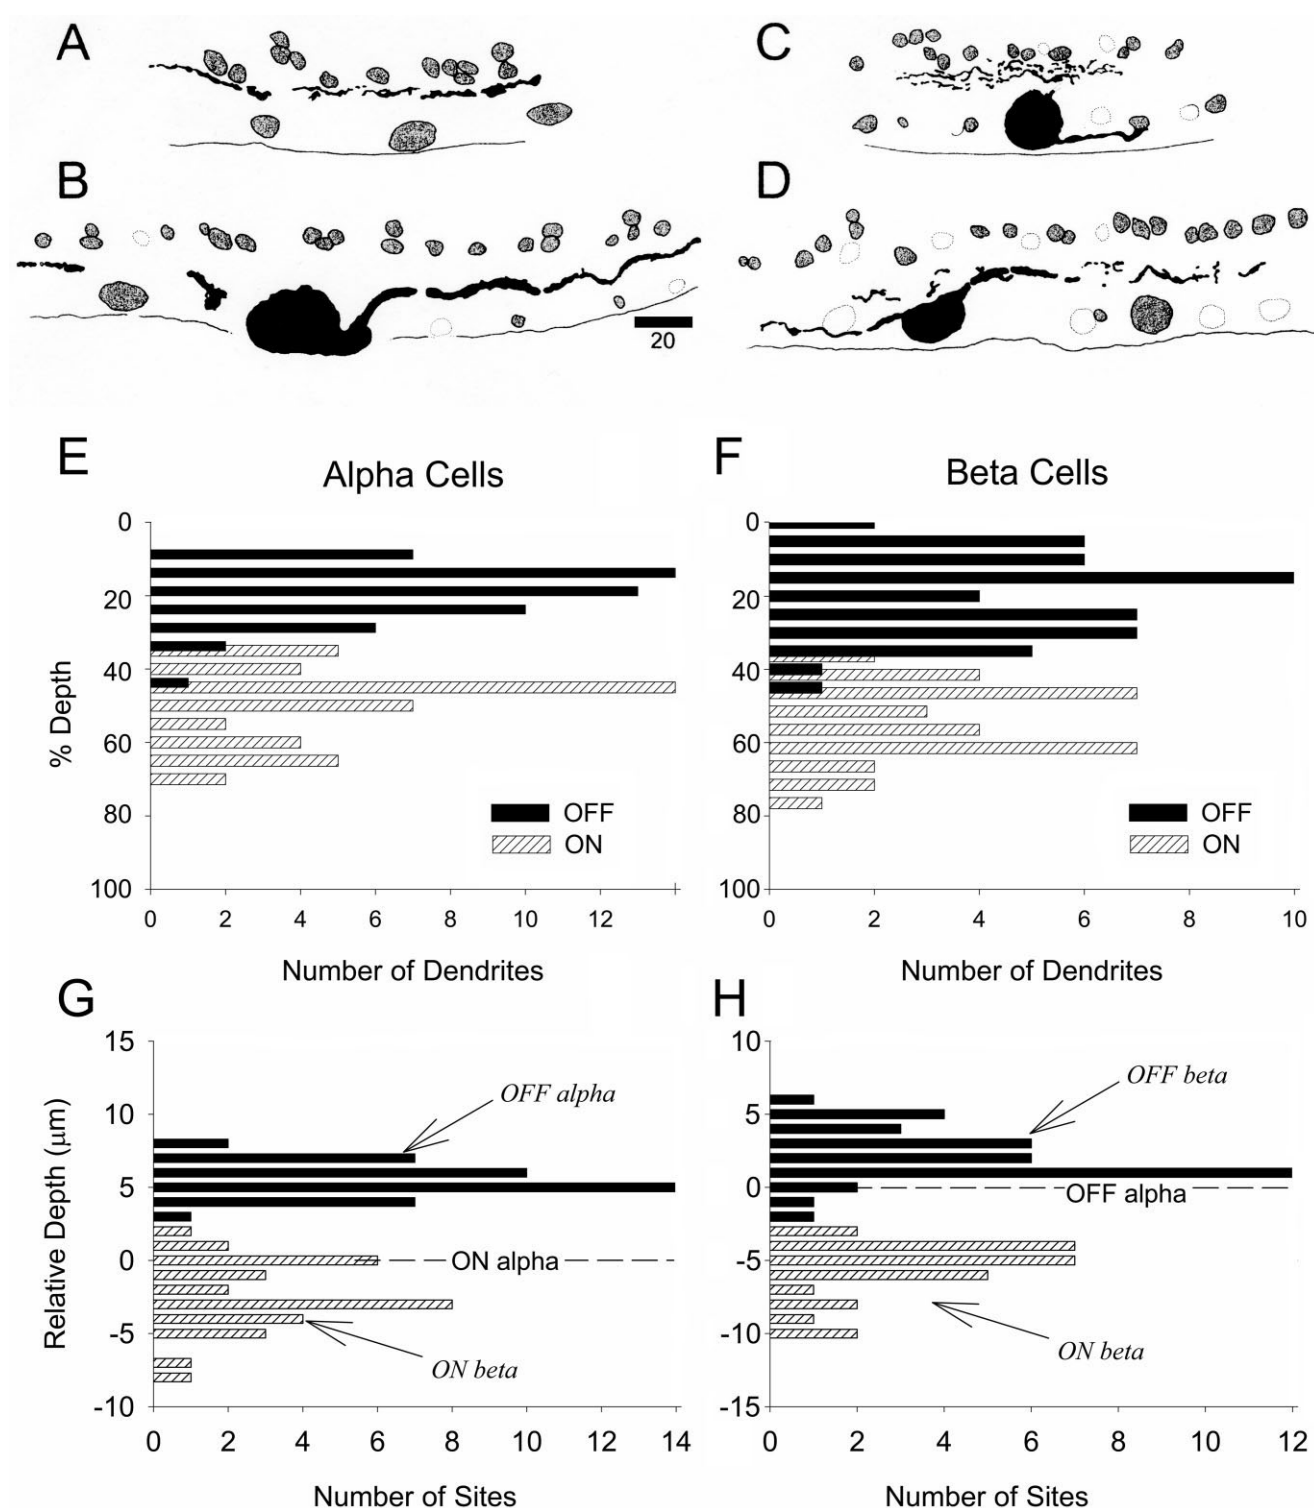 A
C
B
D
20
E
Alpha Cells
F
Beta Cells
0
20
40
60
80
100
% Depth
OFF
ON
0 2 4 6 8 10 12
Number of Dendrites
0
20
40
60
80
100
OFF
ON
0 2 4 6 8 10
Number of Dendrites
G
15
10
5
0
-5
-10
Relative Depth (μm)
OFF alpha
ON alpha
ON beta
0 2 4 6 8 10 12 14
Number of Sites
H
10
5
0
-5
-10
-15
OFF beta
OFF alpha
ON beta
0 2 4 6 8 10 12
Number of Sites